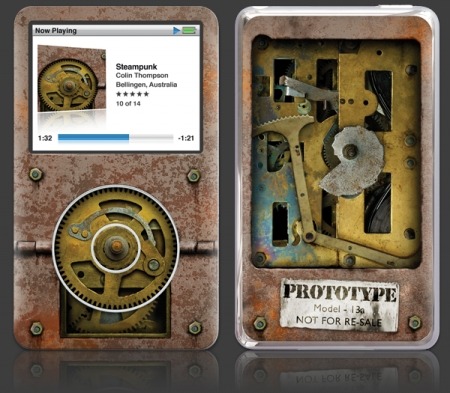 Now Playing
Steampunk
Colin Thompson
Bellingen, Australia
★★★★★
10 of 14
1:32
-1:21
PROTOTYPE
Model - 13a
NOT FOR RE-SALE